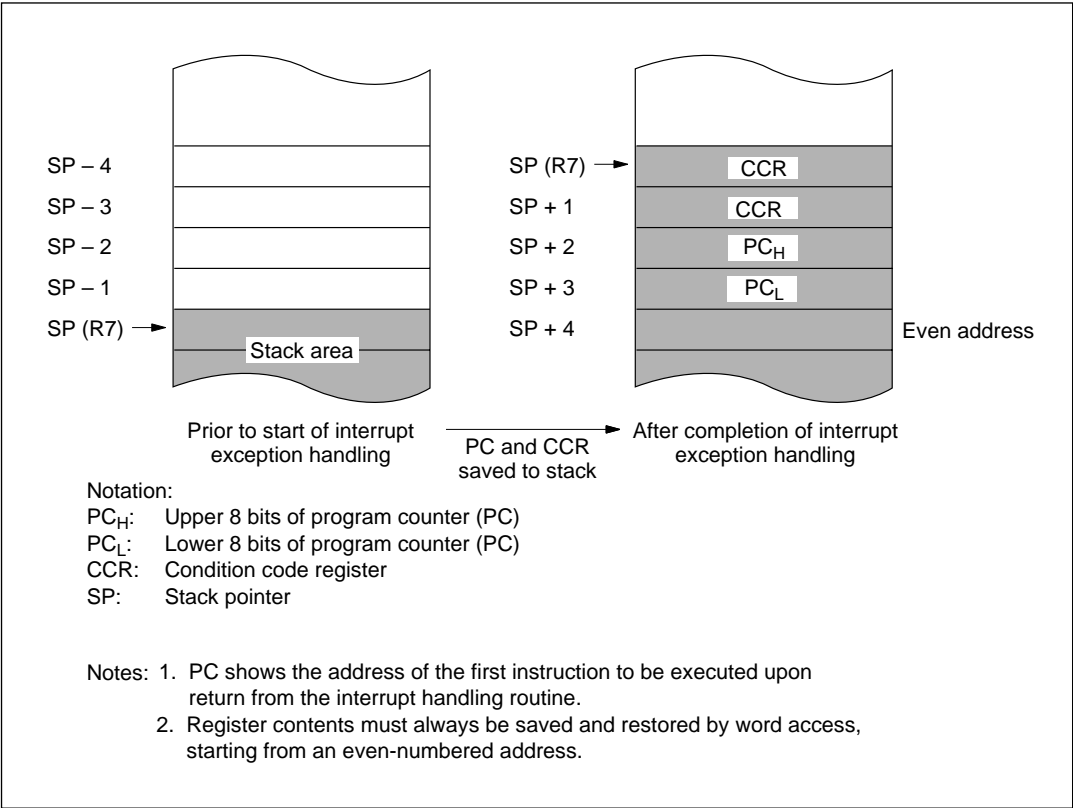 SP – 4
SP – 3
SP – 2
SP – 1
SP (R7)
Stack area
SP (R7)
SP + 1
SP + 2
SP + 3
SP + 4
CCR
CCR
PCH
PCL
Even address
Prior to start of interrupt
exception handling
PC and CCR
saved to stack
After completion of interrupt
exception handling
Notation:
PCH: Upper 8 bits of program counter (PC)
PCL: Lower 8 bits of program counter (PC)
CCR: Condition code register
SP: Stack pointer
Notes: 1. PC shows the address of the first instruction to be executed upon
return from the interrupt handling routine.
2. Register contents must always be saved and restored by word access,
starting from an even-numbered address.